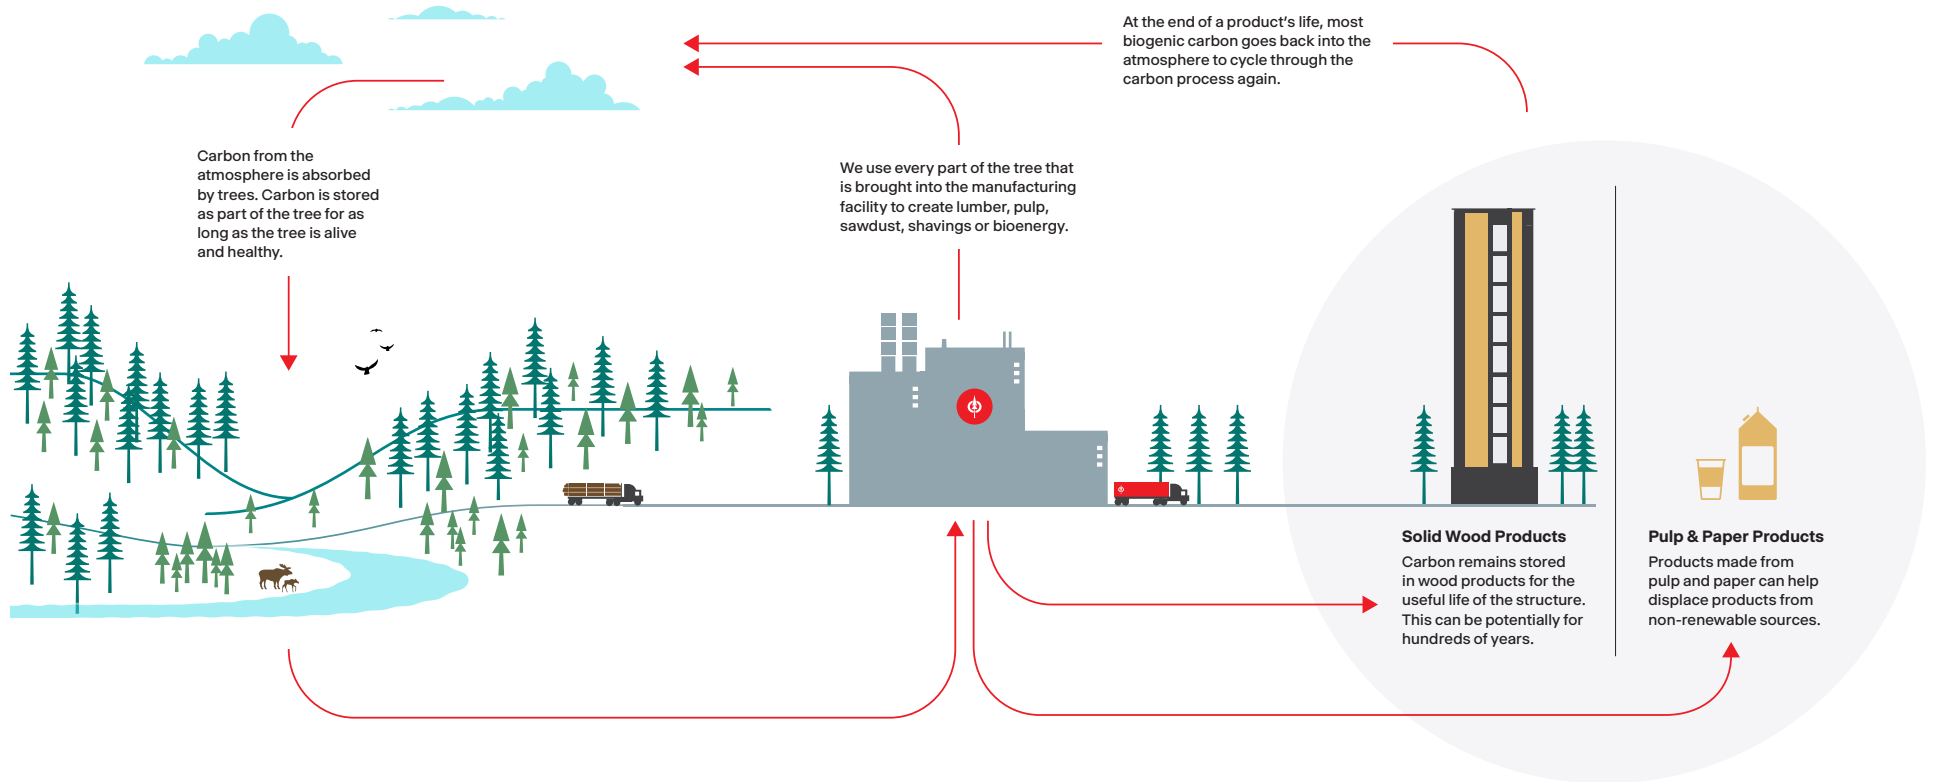 At the end of a product's life, most
biogenic carbon goes back into the
atmosphere to cycle through the
carbon process again.
Carbon from the
atmosphere is absorbed
by trees. Carbon is stored
as part of the tree for as
long as the tree is alive
and healthy.
We use every part of the tree that
is brought into the manufacturing
facility to create lumber, pulp,
sawdust, shavings or bioenergy.
Solid Wood Products
Carbon remains stored
in wood products for the
useful life of the structure.
This can be potentially for
hundreds of years.
Pulp & Paper Products
Products made from
pulp and paper can help
displace products from
non-renewable sources.